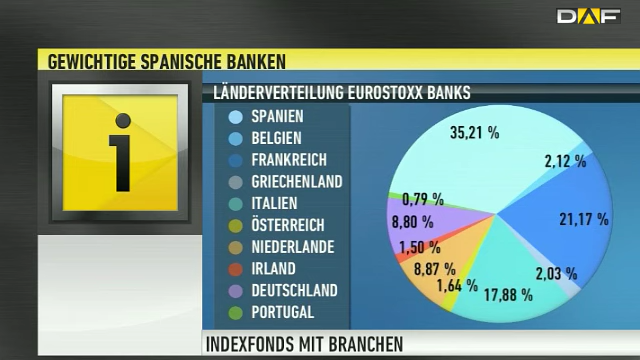 DAF
GEWICHTIGE SPANISCHE BANKEN
i
LÄNDERVERTEILUNG EUROSTOXX BANKS
SPANIEN
BELGIEN
FRANKREICH
GRIECHENLAND
ITALIEN
ÖSTERREICH
NIEDERLANDE
IRLAND
DEUTSCHLAND
PORTUGAL
35,21 %
2,12 %
21,17 %
2,03 %
17,88 %
1,64 %
8,87 %
1,50 %
8,80 %
0,79 %
INDEXFONDS MIT BRANCHEN